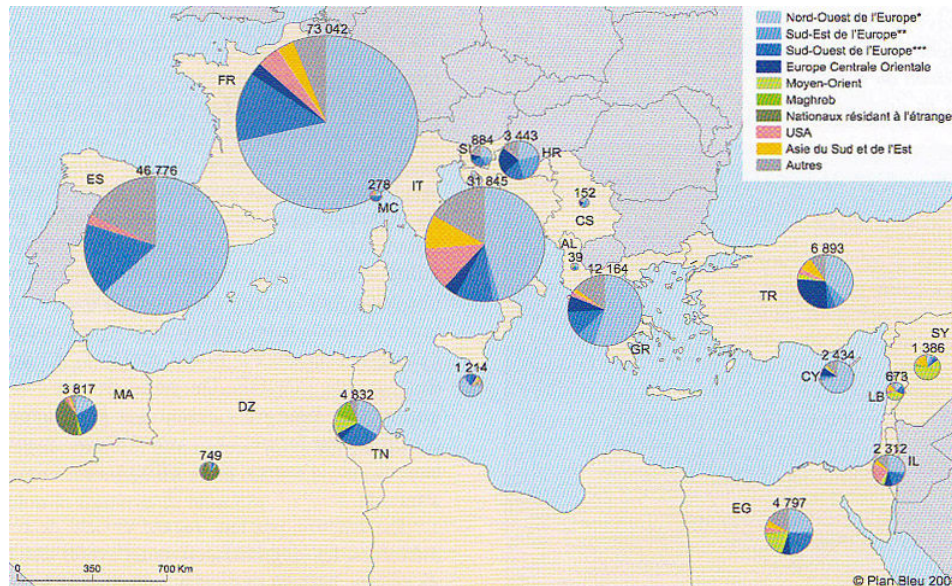 Nord-Ouest de l'Europe*
Sud-Est de l'Europe**
Sud-Ouest de l'Europe***
Europe Centrale Orientale
Moyen-Orient
Maghreb
Nationaux résidant à l'étrange
USA
Asie du Sud et de l'Est
Autres
73 042
FR
ES
46 776
278
MC
IT
31 845
SI
884
3 443
HR
152
CS
AL
39
12 164
GR
6 893
TR
SY
1 386
2 434
CY
673
LB
2 312
IL
3 817
MA
DZ
749
4 832
TN
1 214
EG
4 797
0 350 700 Km
© Plan Bleu 200